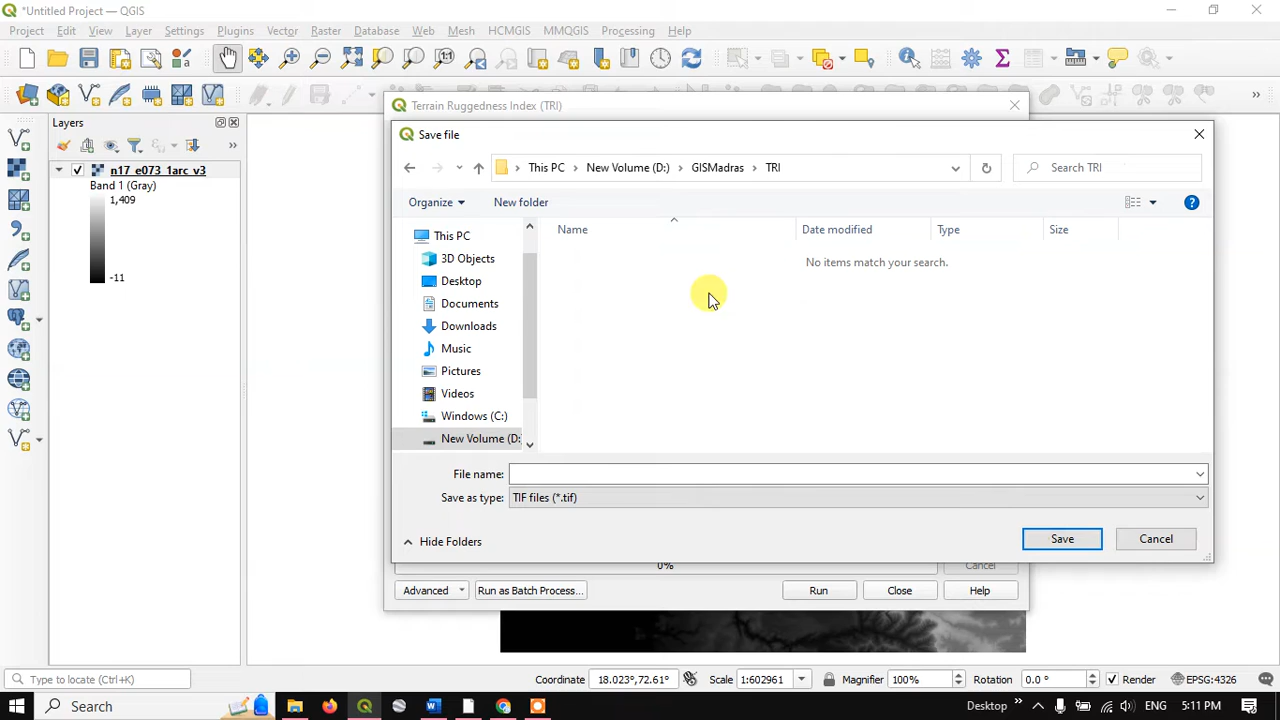 *Untitled Project — QGIS
Project Edit View Layer Settings Plugins Vector Raster Database Web Mesh HCMGIS MMQGIS Processing Help
Layers
n17_e073_1arc_v3
Band 1 (Gray)
1,409
-11
Terrain Ruggedness Index (TRI)
Save file
This PC > New Volume (D:) > GISMadras > TRI
Search TRI
Organize
New folder
Name
Date modified
Type
Size
No items match your search.
This PC
3D Objects
Desktop
Documents
Downloads
Music
Pictures
Videos
Windows (C:)
New Volume (D:
File name:
Save as type: TIF files (*.tif)
Hide Folders
Save
Cancel
0%
Cancel
Advanced
Run as Batch Process...
Run
Close
Help
Type to locate (Ctrl+K)
Coordinate 18.023°,72.61° Scale 1:602961 Magnifier 100% Rotation 0.0 ° Render EPSG:4326
Search
Desktop
ENG
5:11 PM